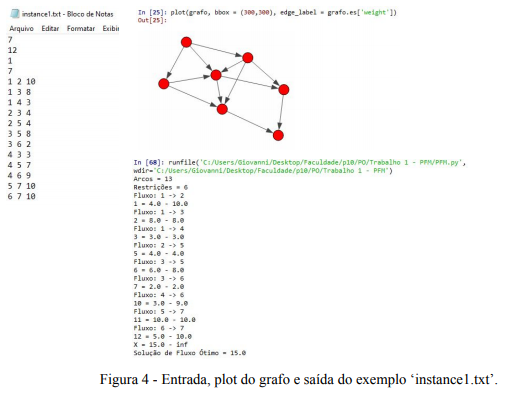 instance1.txt - Bloco de Notas
Arquivo Editar Formatar Exibir
7
12
1
7
1 2 10
1 3 8
1 4 3
2 3 4
2 5 4
3 5 8
3 6 2
4 3 3
4 5 7
4 6 9
5 7 10
6 7 10
In [25]: plot(grafo, bbox = (300,300), edge_label = grafo.es['weight'])
Out[25]:
In [68]: runfile('C:/Users/Giovanni/Desktop/Faculdade/p10/PO/Trabalho 1 - PFM/PFM.py',
wdir='C:/Users/Giovanni/Desktop/Faculdade/p10/PO/Trabalho 1 - PFM')
Arcos = 13
Restrições = 6
Fluxo: 1 -> 2
1 = 4.0 - 10.0
Fluxo: 1 -> 3
2 = 8.0 - 8.0
Fluxo: 1 -> 4
3 = 3.0 - 3.0
Fluxo: 2 -> 5
5 = 4.0 - 4.0
Fluxo: 3 -> 5
6 = 6.0 - 8.0
Fluxo: 3 -> 6
7 = 2.0 - 2.0
Fluxo: 4 -> 6
10 = 3.0 - 9.0
Fluxo: 5 -> 7
11 = 10.0 - 10.0
Fluxo: 6 -> 7
12 = 5.0 - 10.0
X = 15.0 - inf
Solução de Fluxo Ótimo = 15.0
Figura 4 - Entrada, plot do grafo e saída do exemplo ‘instance1.txt’.